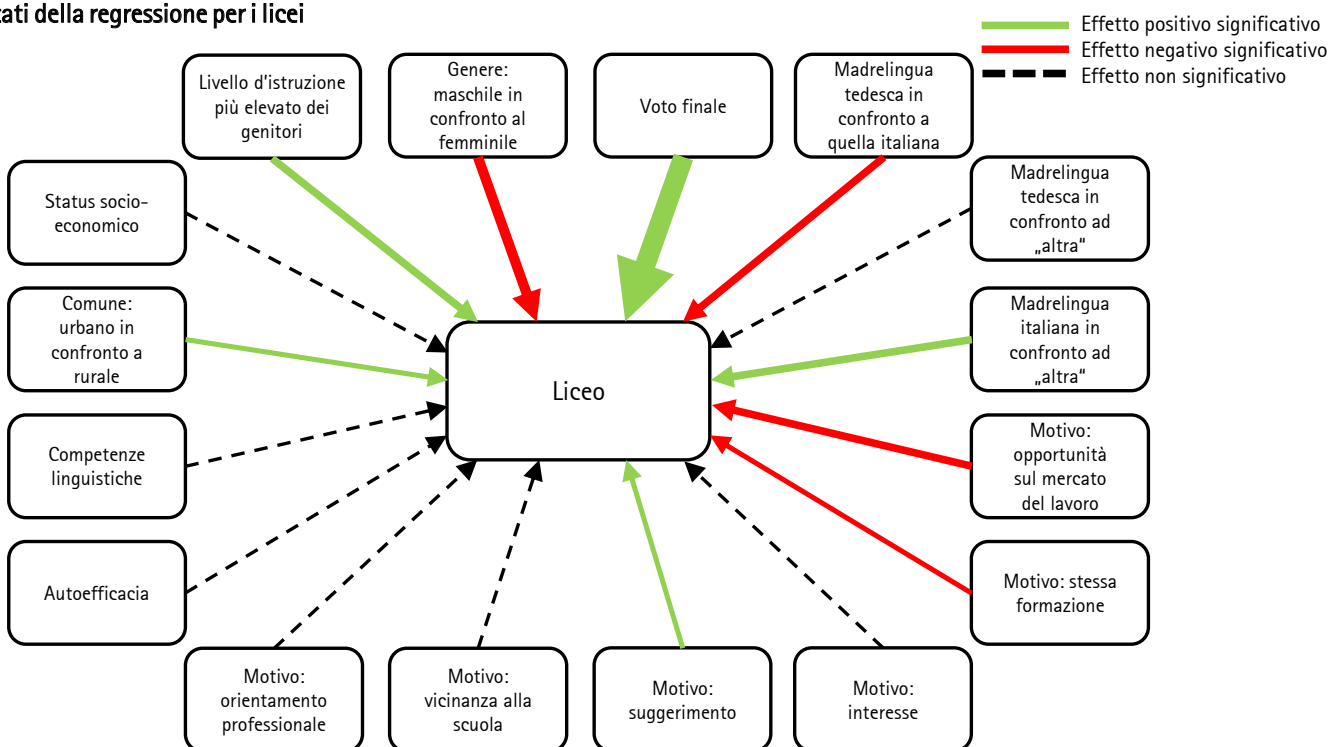 ati della regressione per i licei
Effetto positivo significativo
Effetto negativo significativo
Effetto non significativo
Livello d'istruzione
più elevato dei
genitori
Genere:
maschile in
confronto al
femminile
Voto finale
Madrelingua
tedesca in
confronto a
quella italiana
Status socio-
economico
Madrelingua
tedesca in
confronto ad
„altra“
Comune:
urbano in
confronto a
rurale
Madrelingua
italiana in
confronto ad
„altra“
Liceo
Competenze
linguistiche
Motivo:
opportunità
sul mercato
del lavoro
Autoefficacia
Motivo: stessa
formazione
Motivo:
orientamento
professionale
Motivo:
vicinanza alla
scuola
Motivo:
suggerimento
Motivo:
interesse